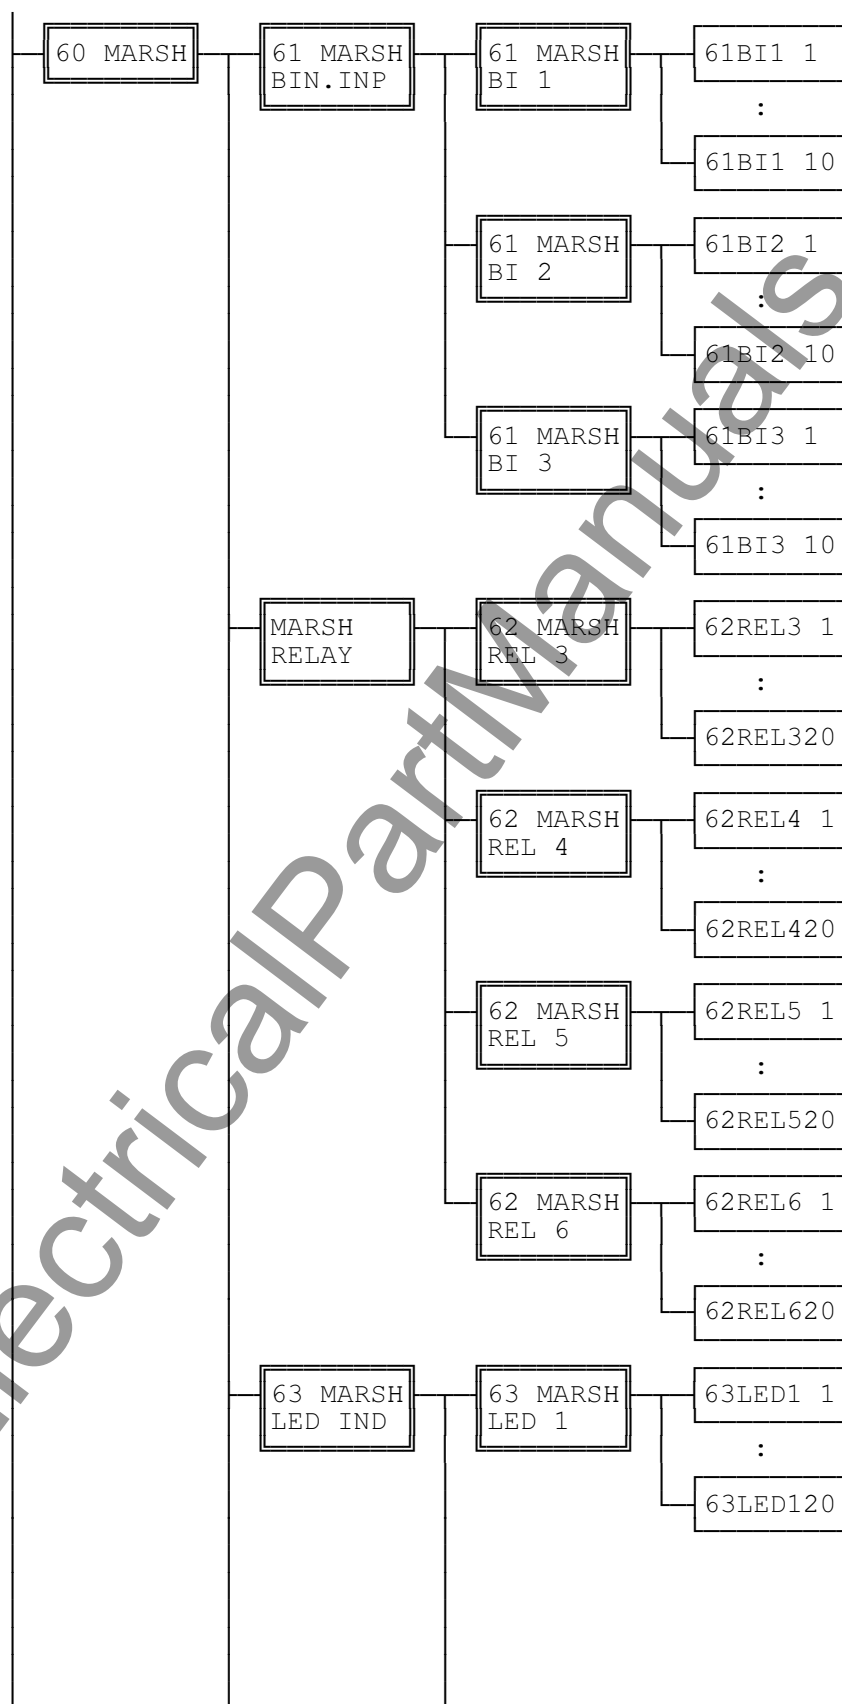 60 MARSH
61 MARSH
BIN.INP
61 MARSH
BI 1
61BI1 1
:
61BI1 10
61 MARSH
BI 2
61BI2 1
:
61BI2 10
61 MARSH
BI 3
61BI3 1
:
61BI3 10
MARSH
RELAY
62 MARSH
REL 3
62REL3 1
:
62REL320
62 MARSH
REL 4
62REL4 1
:
62REL420
62 MARSH
REL 5
62REL5 1
:
62REL520
62 MARSH
REL 6
62REL6 1
:
62REL620
63 MARSH
LED IND
63 MARSH
LED 1
63LED1 1
:
63LED120
electricalPartManuals